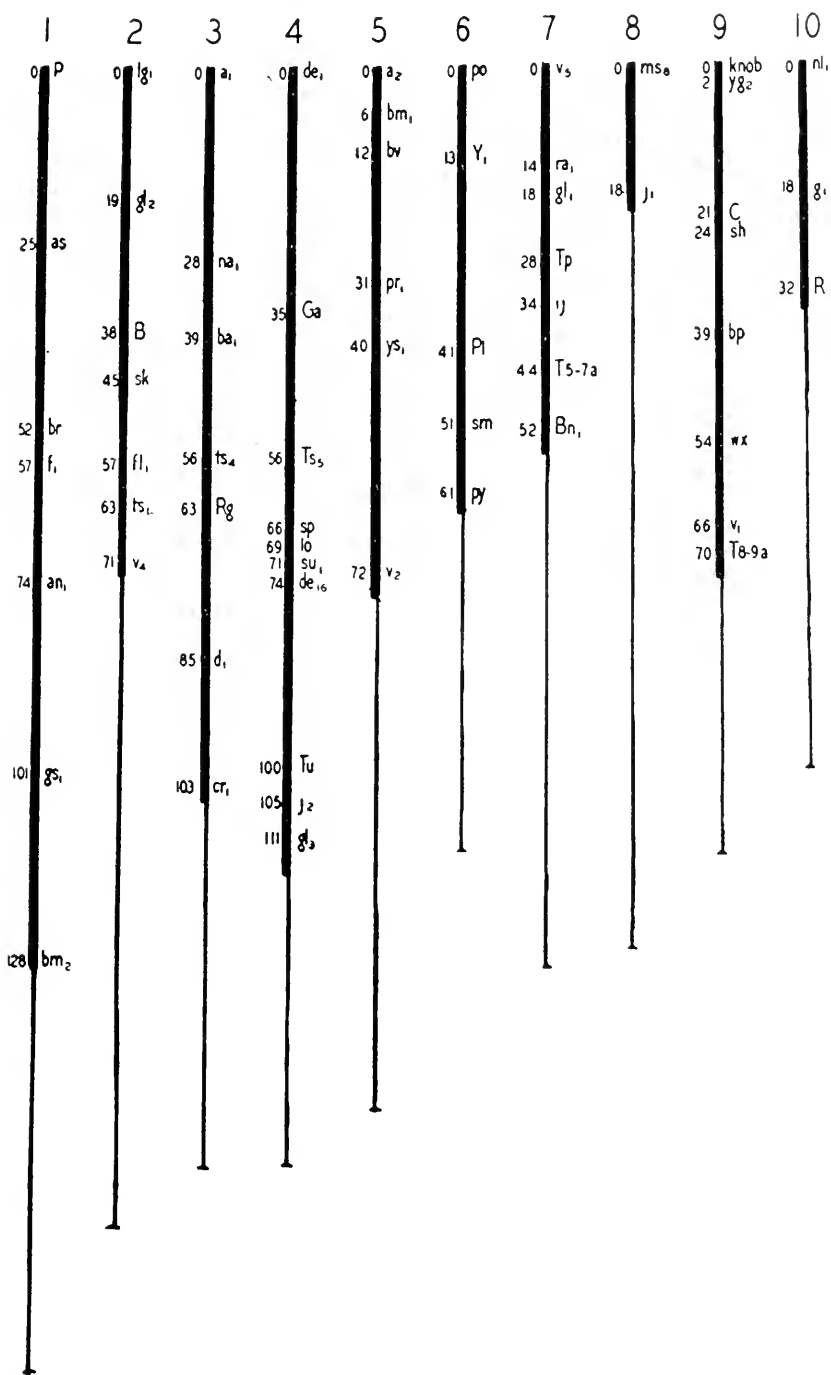 1 2 3 4 5 6 7 8 9 10
0 P
25 as
52 br
57 f₁
74 an₁
101 gs₁
128 bm₂
0 lg₁
19 gl₂
38 B
45 sk
57 fl₁
63 ts₁
71 v₄
0 a₁
28 na₁
39 ba₁
56 ts₄
63 Rg
85 d₁
103 cr₁
0 de₁
35 Ga
56 Ts₅
66 sp
69 lo
71 su₁
74 de₁₆
100 Tu
105 j₂
111 gl₃
0 a₂
6 bm₁
12 bv
31 pr₁
40 ys₁
72 v₂
0 po
13 Y₁
41 Pl
51 sm
61 py
0 v₅
14 ra₁
18 gl₁
28 Tp
34 ij
44 T5-7a
52 Bn₁
0 ms₈
18 j₁
0 knob
2 yg₂
21 C
24 sh
39 bp
54 wx
66 v₁
70 T8-9a
0 nl₁
18 g₁
32 R